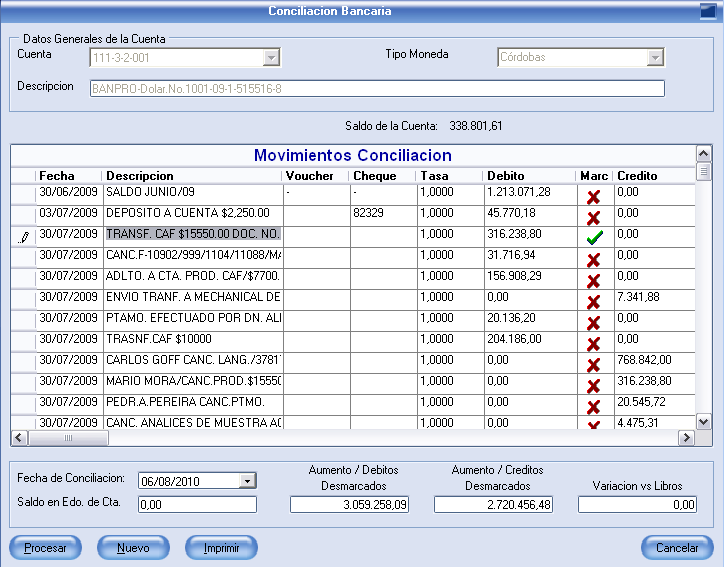 Conciliacion Bancaria
Datos Generales de la Cuenta
Cuenta 111-3-2-001 Tipo Moneda Córdobas
Descripcion BANPRO-Dolar.No.1001-09-1-515516-8
Saldo de la Cuenta: 338.801,61
Movimientos Conciliacion
Fecha Descripcion Voucher Cheque Tasa Debito Marc Credito
30/06/2009 SALDO JUNIO/09 - - 1,0000 1.213.071,28 0,00
03/07/2009 DEPOSITO A CUENTA $2,250.00 82329 1,0000 45.770,18 0,00
30/07/2009 TRANSF. CAF $15550.00 DOC. NO. 1,0000 316.238,80 0,00
30/07/2009 CANC.F-10902/999/1104/11088/MA 1,0000 31.716,94 0,00
30/07/2009 ADLTO. A CTA. PROD. CAF/$7700. 1,0000 156.908,29 0,00
30/07/2009 ENVIO TRANF. A MECHANICAL DE 1,0000 0,00 7.341,88
30/07/2009 PTAMO. EFECTUADO POR DN. ALI 1,0000 20.136,20 0,00
30/07/2009 TRASNF.CAF $10000 1,0000 204.186,00 0,00
30/07/2009 CARLOS GOFF CANC. LANG./3781 1,0000 0,00 768.842,00
30/07/2009 MARIO MORA/CANC.PROD.$1555 1,0000 0,00 316.238,80
30/07/2009 PEDR.A.PEREIRA CANC.PTMO. 1,0000 0,00 20.545,72
30/07/2009 CANC. ANALICES DE MUESTRA AG 1,0000 0,00 4.475,31
Fecha de Conciliacion: 06/08/2010 Aumento / Debitos Desmarcados Aumento / Creditos Desmarcados Variacion vs Libros
Saldo en Edo. de Cta. 0,00 3.059.258,09 2.720.456,48 0,00
Procesar Nuevo Imprimir Cancelar